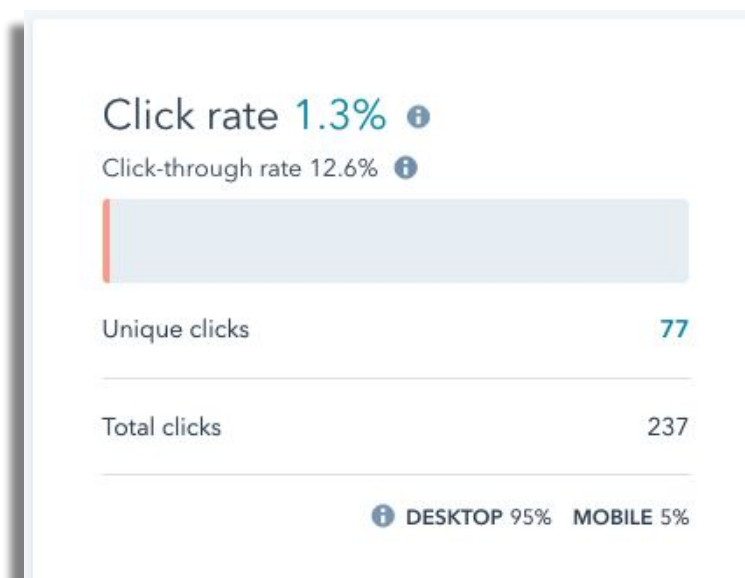 Click rate 1.3%
Click-through rate 12.6%
Unique clicks 77
Total clicks 237
DESKTOP 95% MOBILE 5%